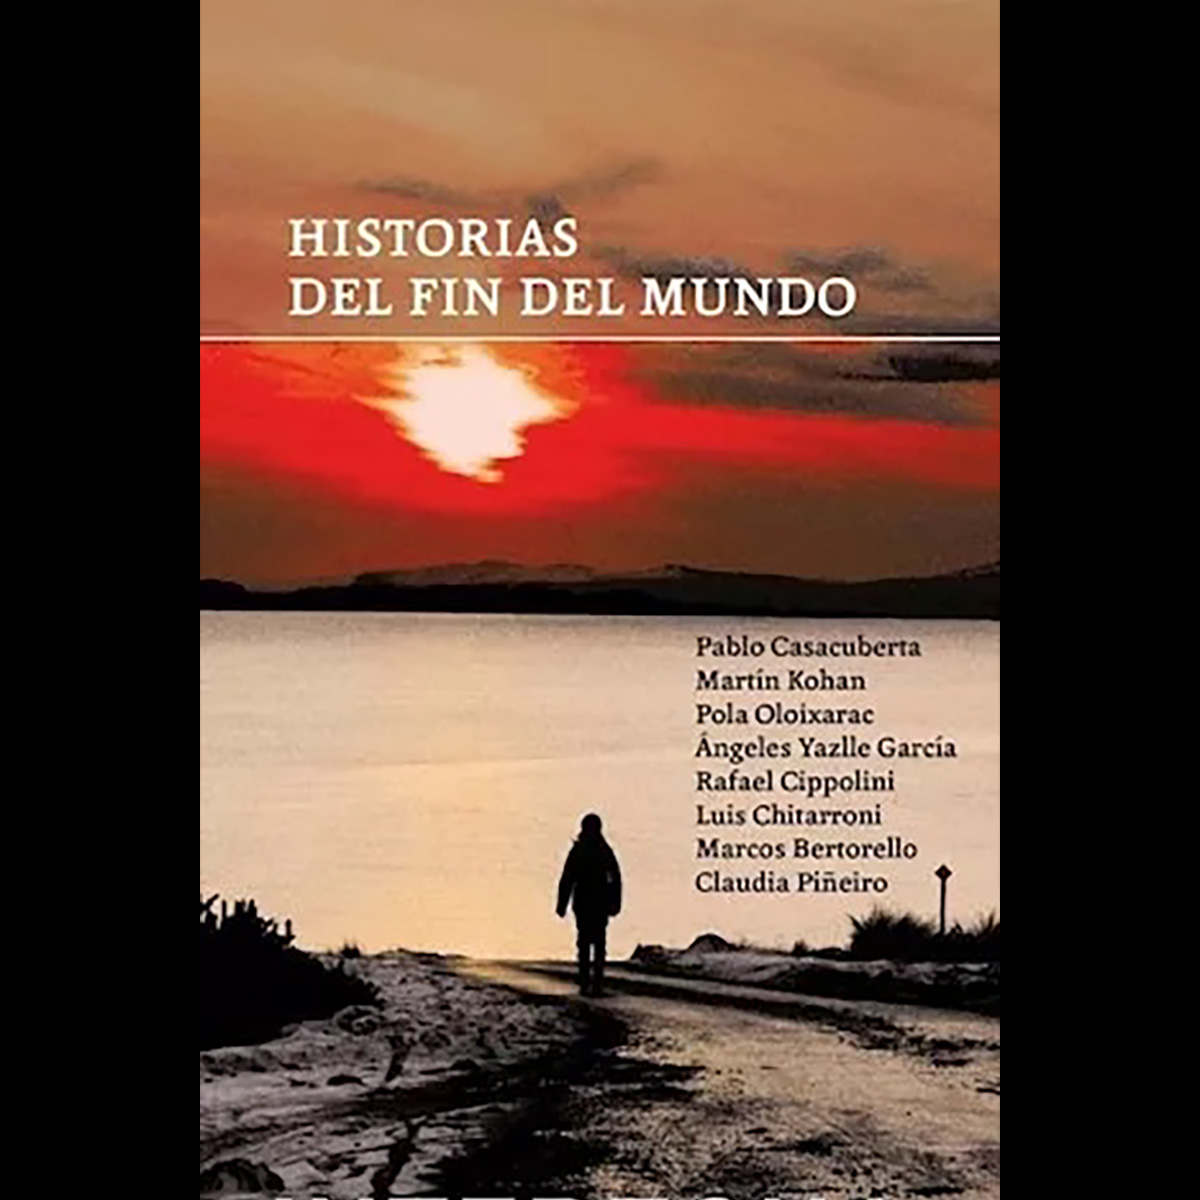 HISTORIAS
DEL FIN DEL MUNDO
Pablo Casacuberta
Martín Kohan
Pola Oloixarac
Ángeles Yazlle García
Rafael Cippolini
Luis Chitarroni
Marcos Bertorello
Claudia Piñeiro